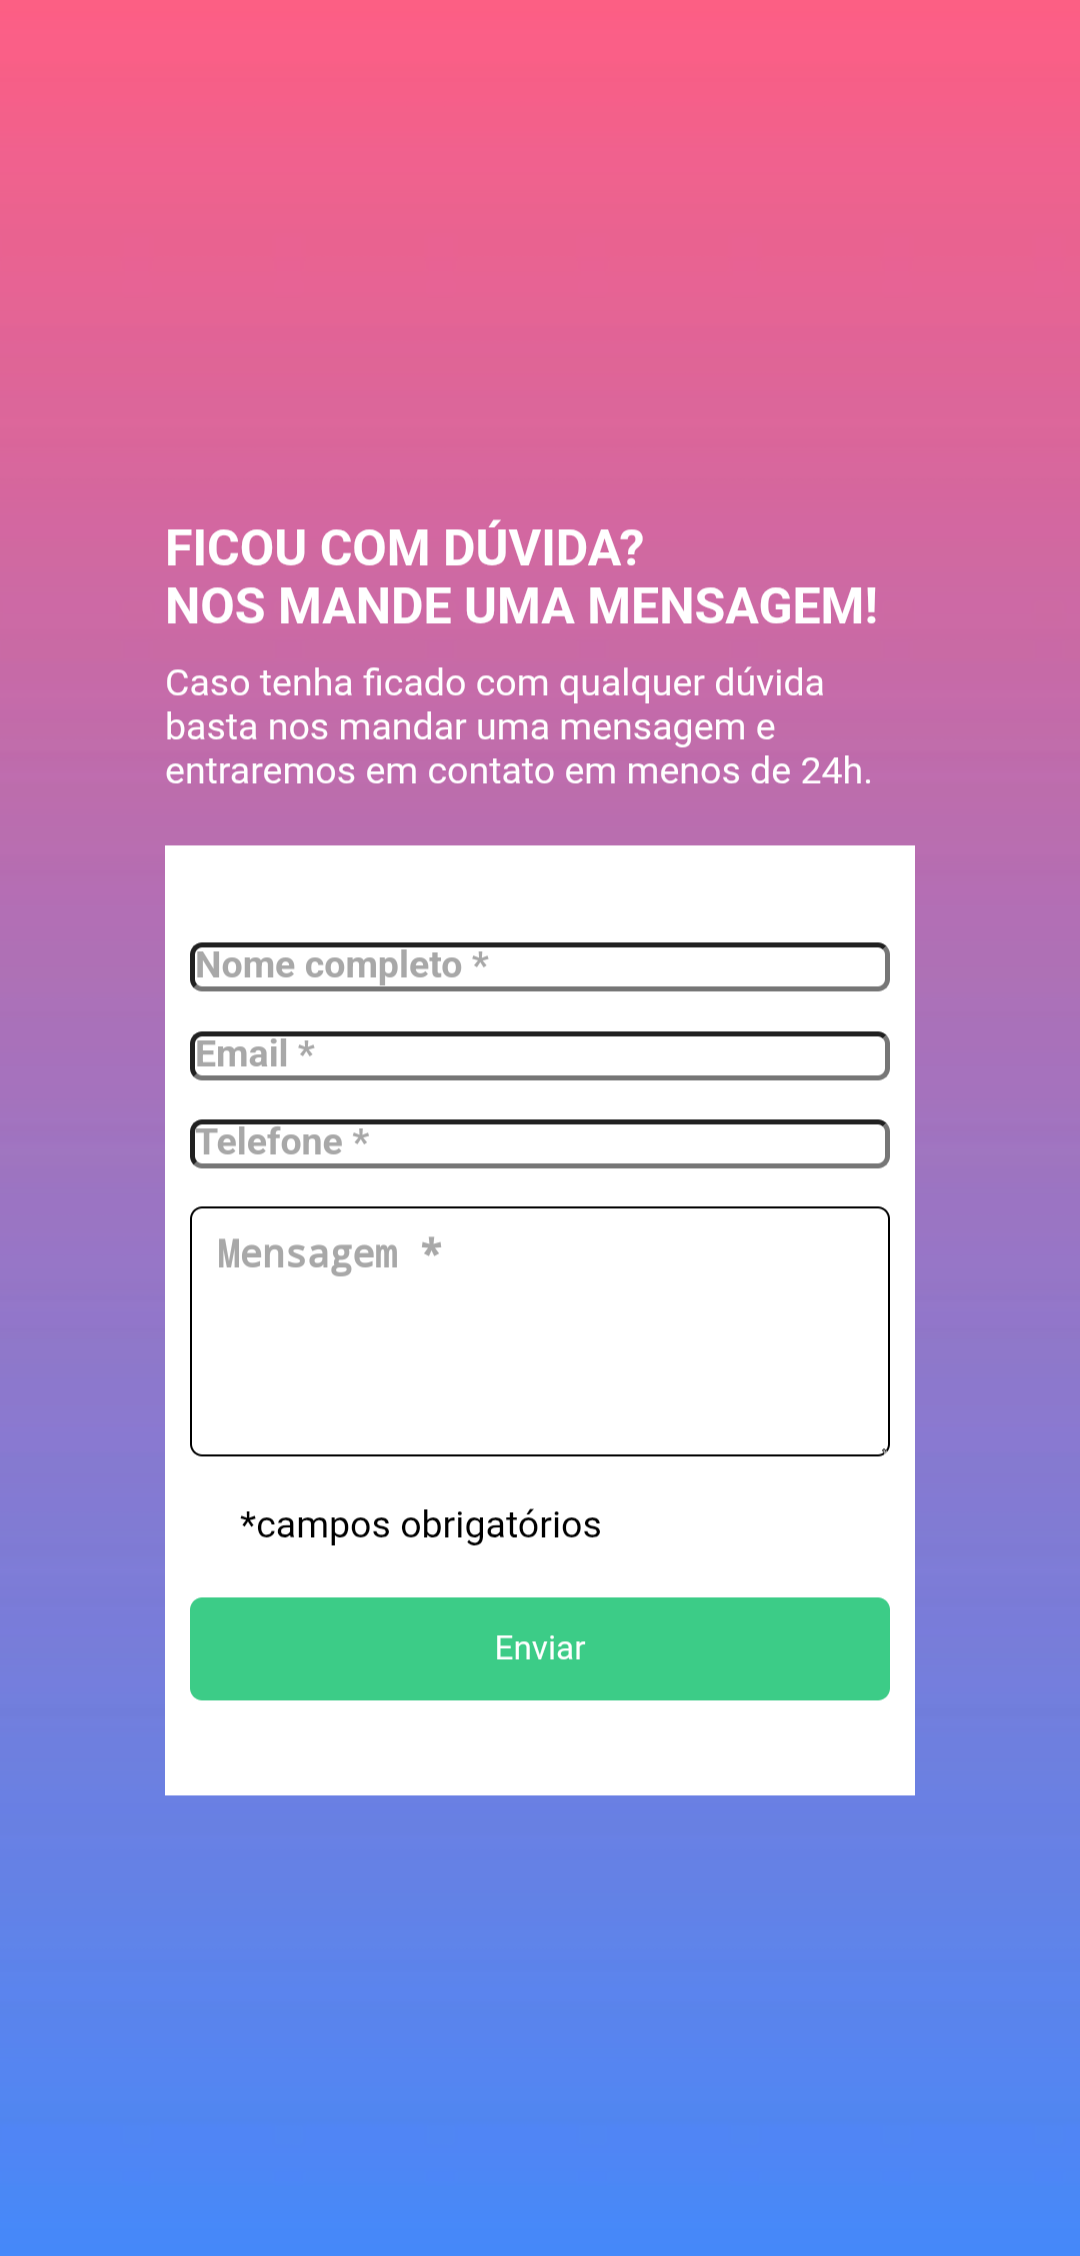 FICOU COM DÚVIDA?
NOS MANDE UMA MENSAGEM!
Caso tenha ficado com qualquer dúvida
basta nos mandar uma mensagem e
entraremos em contato em menos de 24h.
Nome completo *
Email *
Telefone *
Mensagem *
*campos obrigatórios
Enviar